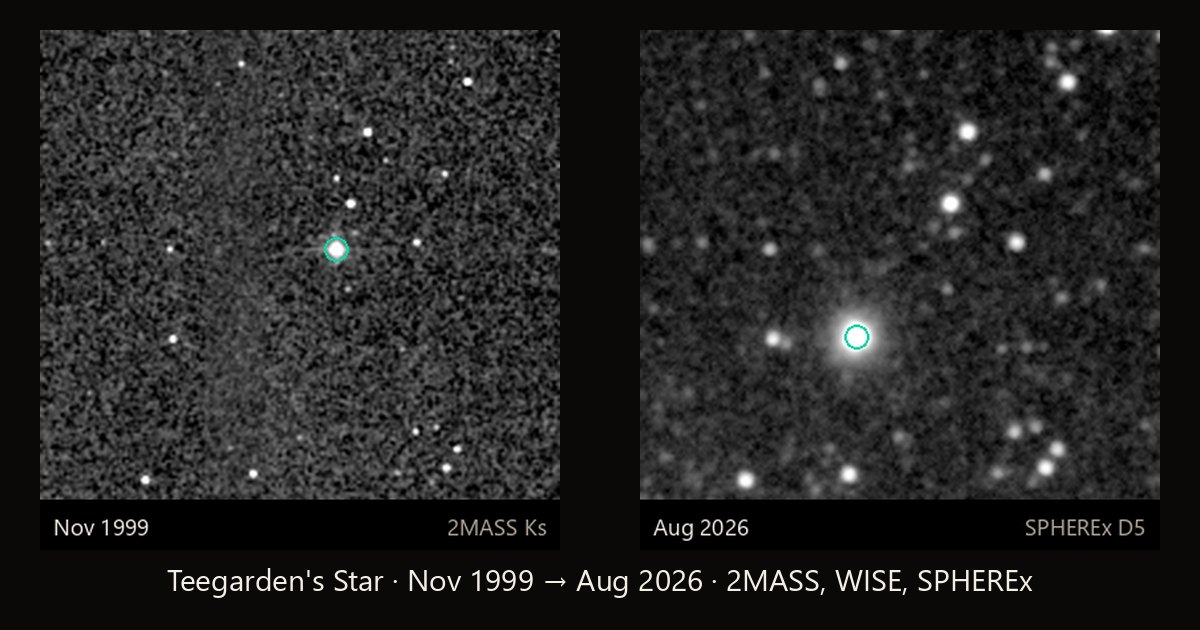 Nov 1999
2MASS Ks
Aug 2026
SPHEREx D5
Teegarden's Star · Nov 1999 → Aug 2026 · 2MASS, WISE, SPHEREx